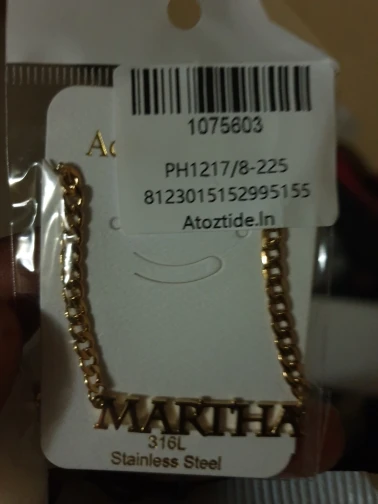 1075603
PH1217/8-225
8123015152995155
Atoztide.In
MARTHA
316L
Stainless Steel